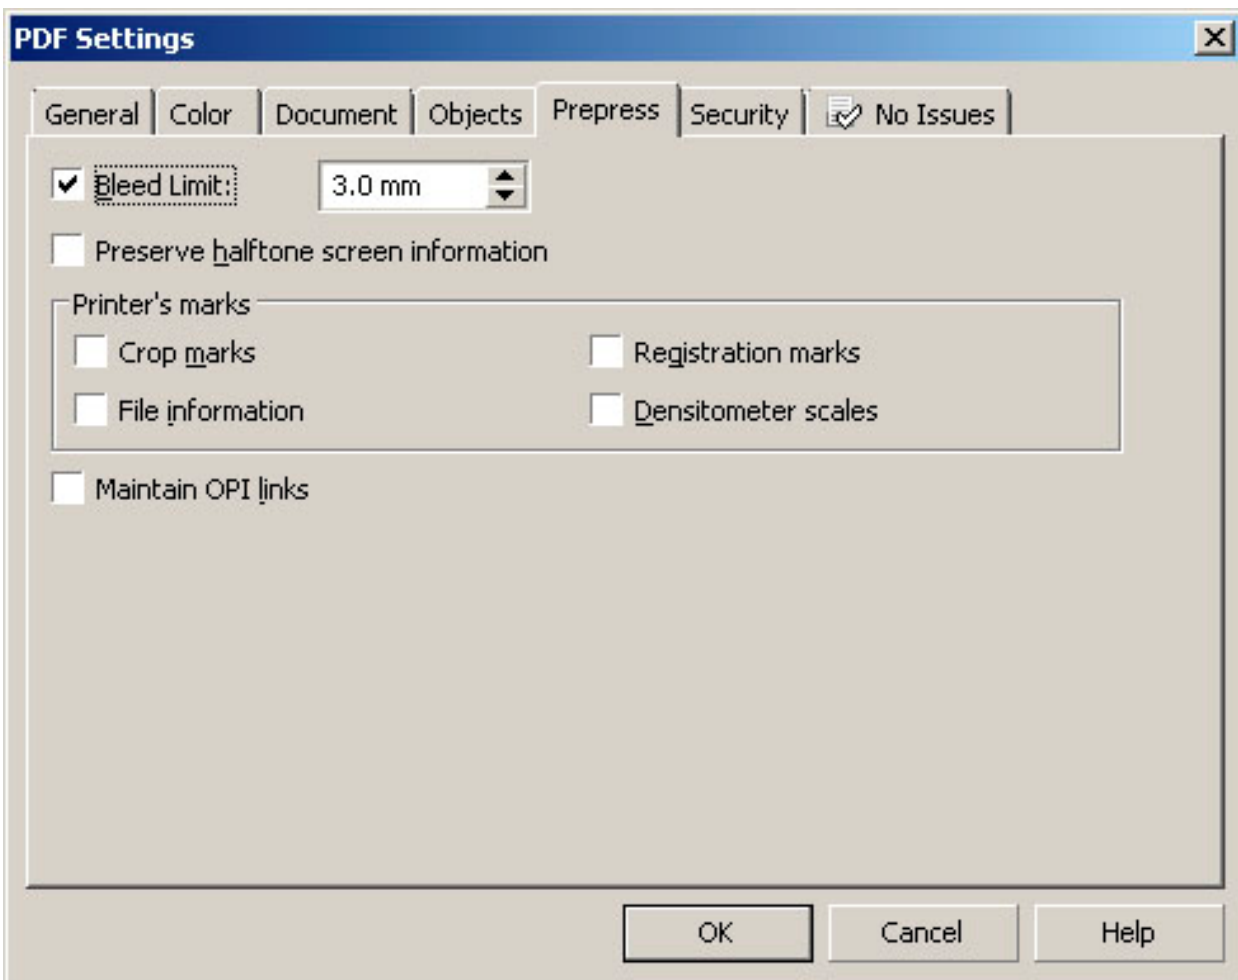 PDF Settings
General Color Document Objects Prepress Security No Issues
Bleed Limit: 3.0 mm
Preserve halftone screen information
Printer's marks
Crop marks Registration marks
File information Densitometer scales
Maintain OPI links
OK Cancel Help